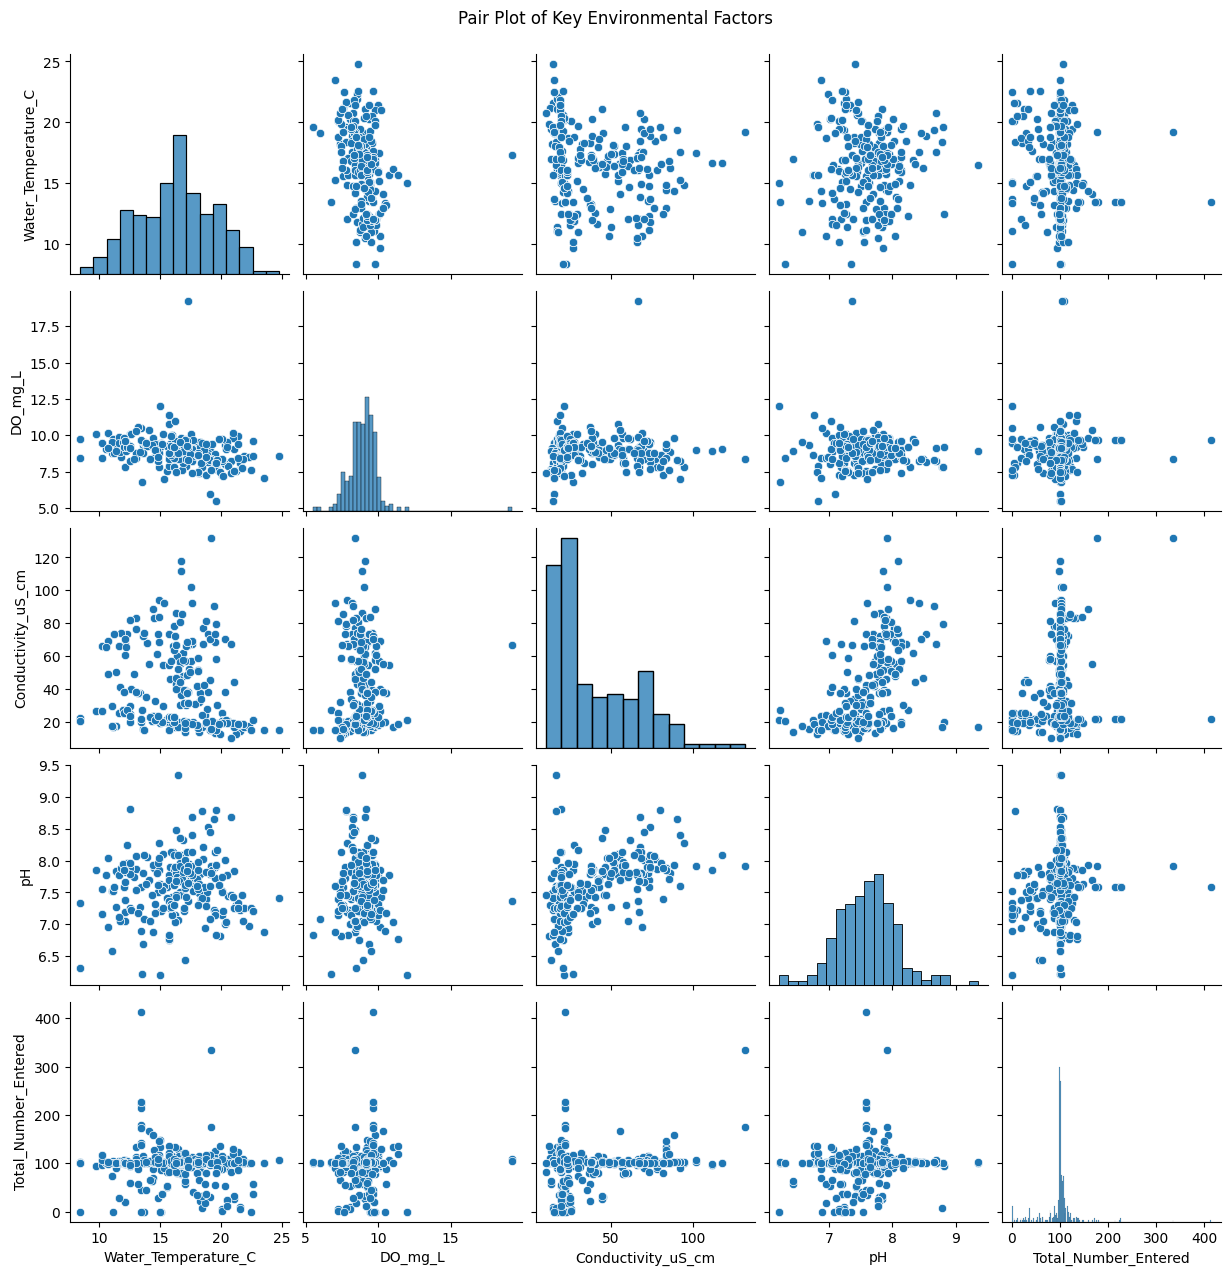 Pair Plot of Key Environmental Factors
25
20
15
10
Water_Temperature_C
17.5
15.0
12.5
10.0
7.5
5.0
DO_mg_L
120
100
80
60
40
20
Conductivity_uS_cm
9.5
9.0
8.5
8.0
7.5
7.0
6.5
pH
400
300
200
100
0
Total_Number_Entered
10 15 20 25
5 10 15
50 100
7 8 9
0 100 200 300 400
Water_Temperature_C DO_mg_L Conductivity_uS_cm pH Total_Number_Entered